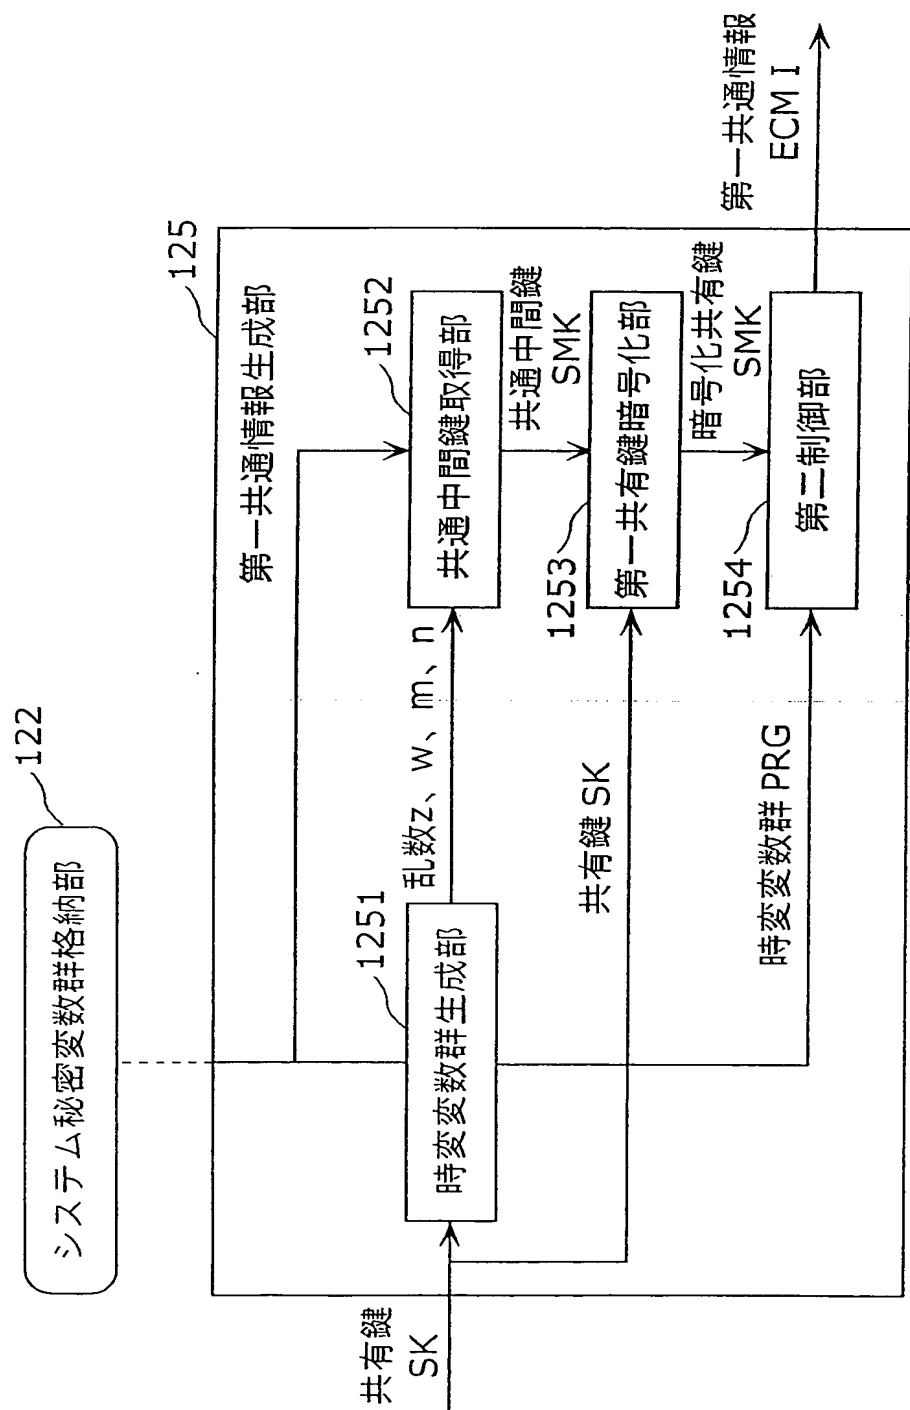 システム秘密変数群格納部
122
125
第一共通情報生成部
共有鍵
SK
時変変数群生成部
1251
乱数z、w、m、n
共通中間鍵取得部
1252
共通中間鍵
SMK
共有鍵 SK
第一共有鍵暗号化部
1253
暗号化共有鍵
SMK
時変変数群 PRG
第二制御部
1254
第一共通情報
ECM I